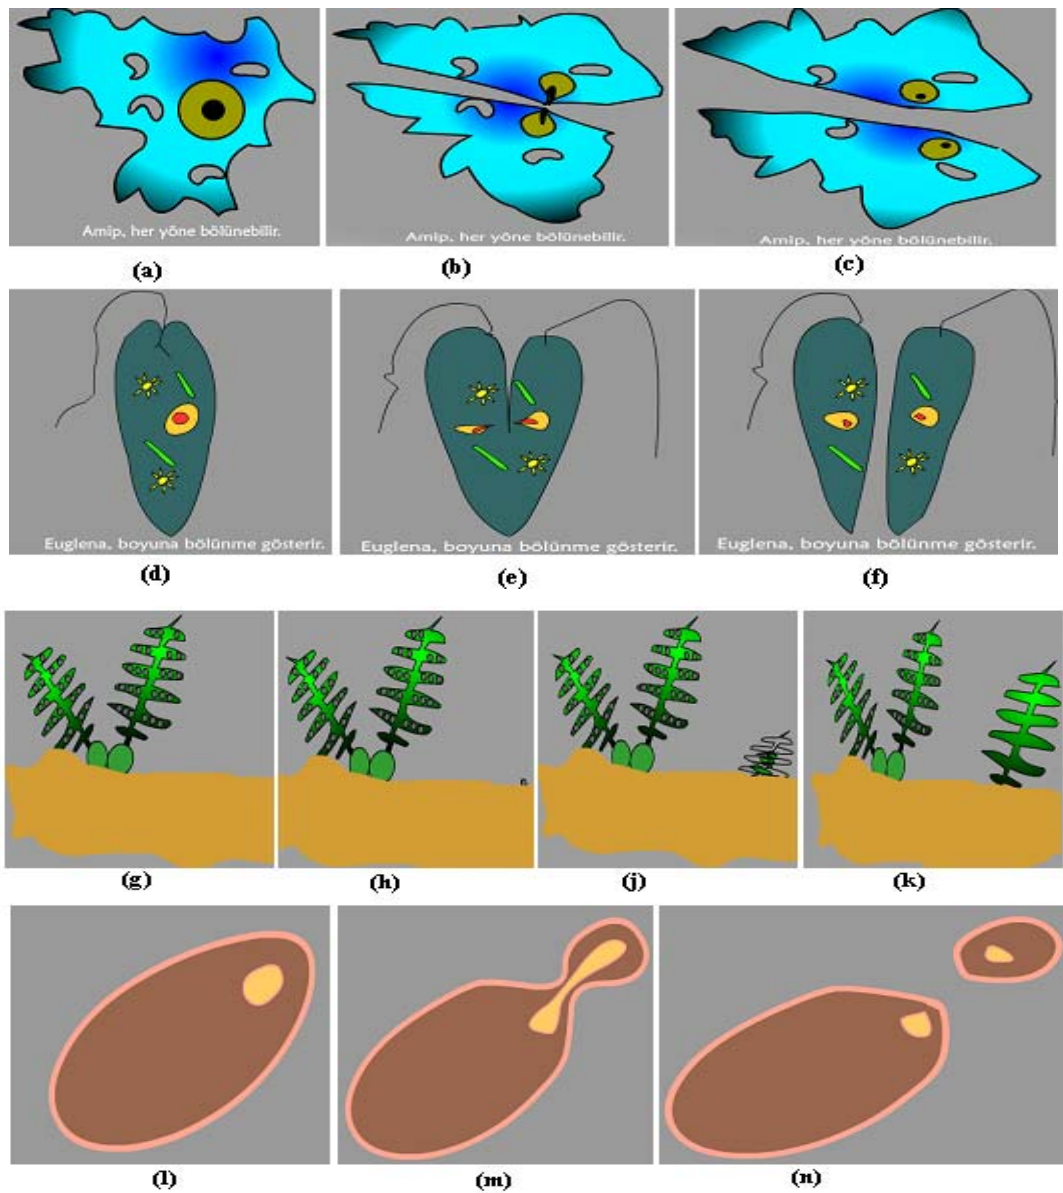 Amip, her yöne bölünebilir.
Amip, her yöne bölünebilir.
Amip, her yöne bölünebilir.
(a)
(b)
(c)
Euglena, boyuna bölünme gösterir.
Euglena, boyuna bölünme gösterir.
Euglena, boyuna bölünme gösterir.
(d)
(e)
(f)
(g)
(h)
(j)
(k)
(l)
(m)
(n)